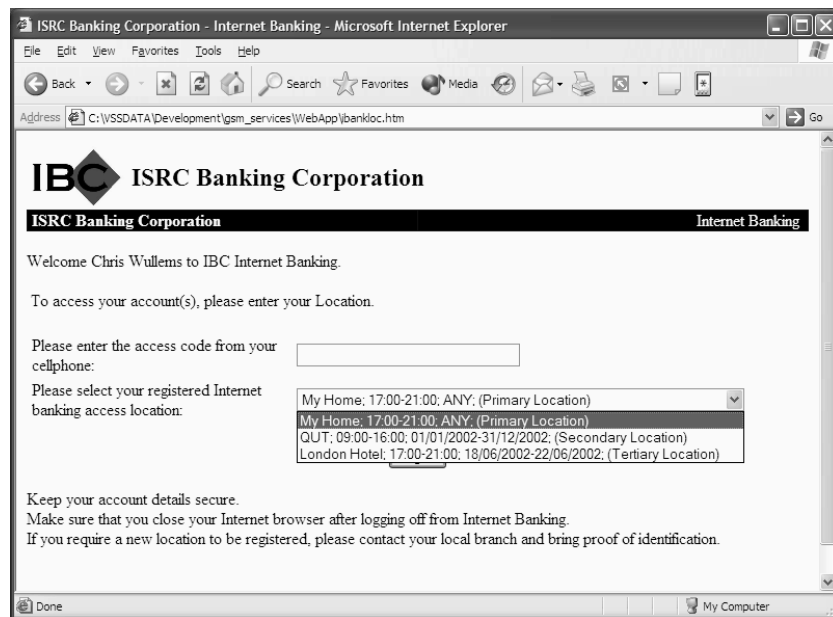 ISRC Banking Corporation - Internet Banking - Microsoft Internet Explorer
File Edit View Favorites Tools Help
Back Search Favorites Media
Address C:\VSSDATA\Development\gsm_services\WebApp\ibankloc.htm Go
IBC ISRC Banking Corporation
ISRC Banking Corporation Internet Banking
Welcome Chris Wullems to IBC Internet Banking.
To access your account(s), please enter your Location.
Please enter the access code from your
cellphone:
Please select your registered Internet
banking access location:
My Home; 17:00-21:00; ANY; (Primary Location)
My Home; 17:00-21:00; ANY; (Primary Location)
QUT; 09:00-16:00; 01/01/2002-31/12/2002; (Secondary Location)
London Hotel; 17:00-21:00; 18/06/2002-22/06/2002; (Tertiary Location)
Keep your account details secure.
Make sure that you close your Internet browser after logging off from Internet Banking.
If you require a new location to be registered, please contact your local branch and bring proof of identification.
Done My Computer